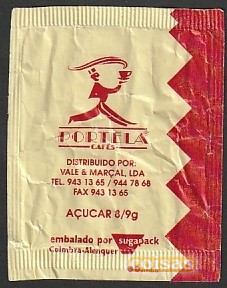 PORTELA
CAFÉS
DISTRIBUIDO POR:
VALE & MARÇAL, LDA
TEL. 943 13 65 / 944 78 68
FAX 943 13 65
AÇUCAR 8/9g
embalado por sugapack
Coimbra-Alenquer
coisas